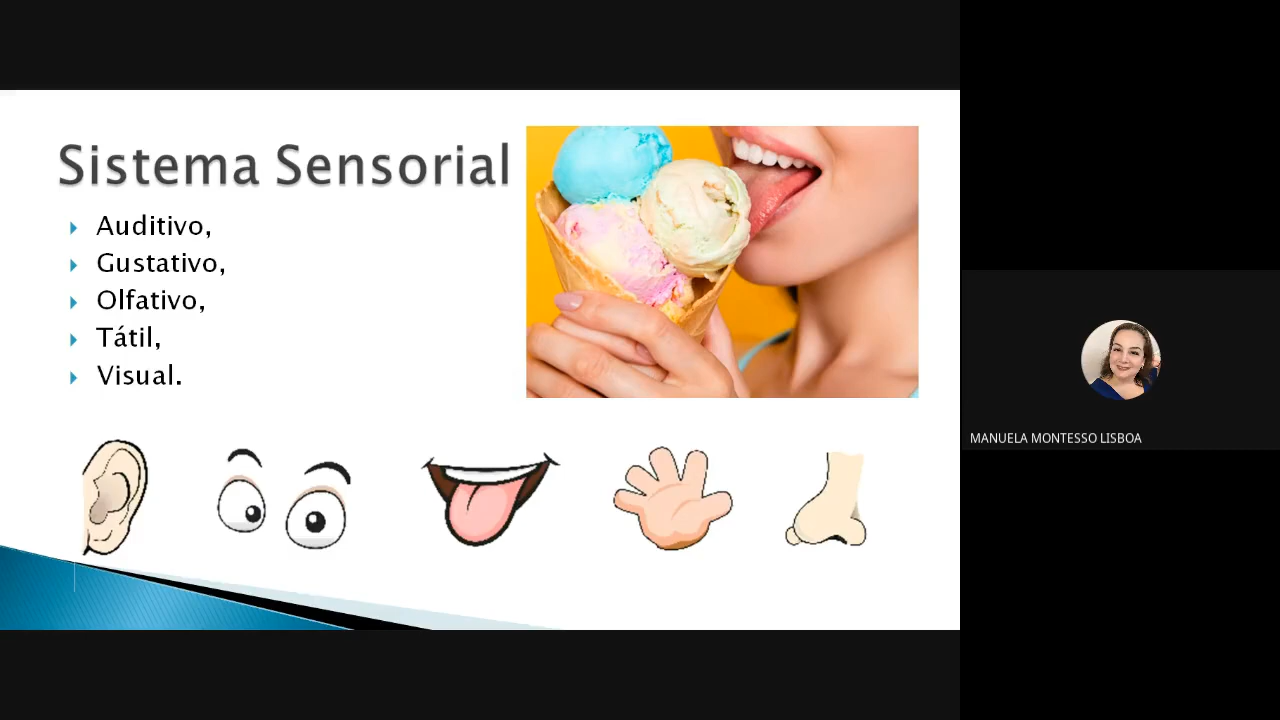 Sistema Sensorial
Auditivo,
Gustativo,
Olfativo,
Tátil,
Visual.
MANUELA MONTESSO LISBOA